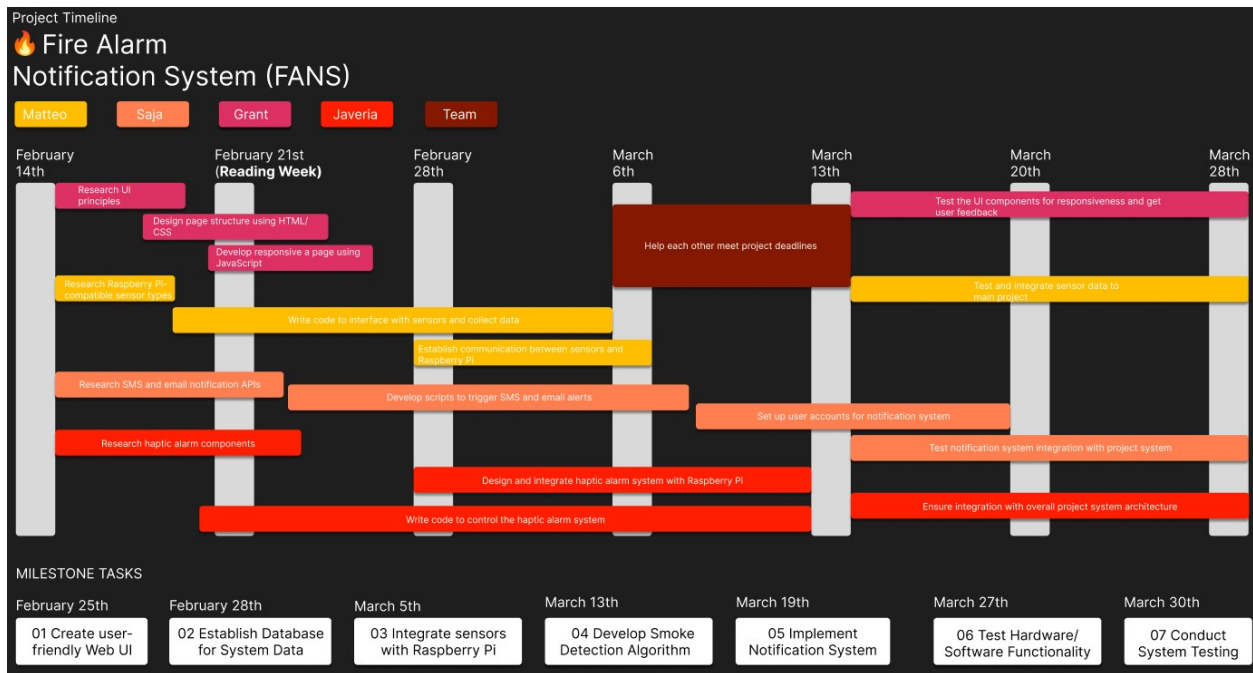 Project Timeline
🔥 Fire Alarm
Notification System (FANS)
Matteo
Saja
Grant
Javeria
Team
February
14th
February 21st
(Reading Week)
February
28th
March
6th
March
13th
March
20th
March
28th
Research UI
principles
Design page structure using HTML/
CSS
Develop responsive a page using
JavaScript
Help each other meet project deadlines
Test the UI components for responsiveness and get
user feedback
Research Raspberry Pi-
compatible sensor types
Test and integrate sensor data to
main project
Write code to interface with sensors and collect data
Establish communication between sensors and
Raspberry Pi
Research SMS and email notification APIs
Develop scripts to trigger SMS and email alerts
Set up user accounts for notification system
Research haptic alarm components
Test notification system integration with project system
Design and integrate haptic alarm system with Raspberry Pi
Ensure integration with overall project system architecture
Write code to control the haptic alarm system
MILESTONE TASKS
February 25th
01 Create user-
friendly Web UI
February 28th
02 Establish Database
for System Data
March 5th
03 Integrate sensors
with Raspberry Pi
March 13th
04 Develop Smoke
Detection Algorithm
March 19th
05 Implement
Notification System
March 27th
06 Test Hardware/
Software Functionality
March 30th
07 Conduct
System Testing